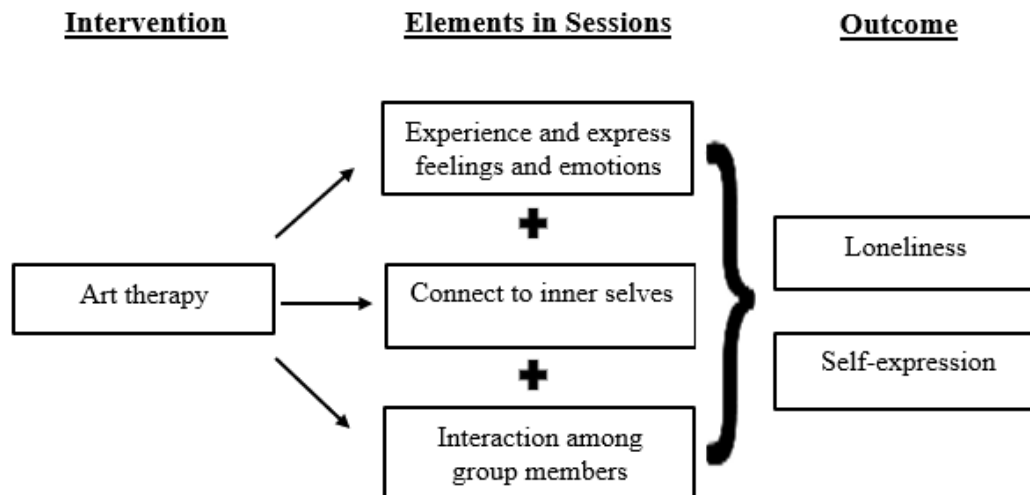 Intervention
Elements in Sessions
Outcome
Experience and express
feelings and emotions
Loneliness
Art therapy
Connect to inner selves
Self-expression
Interaction among
group members